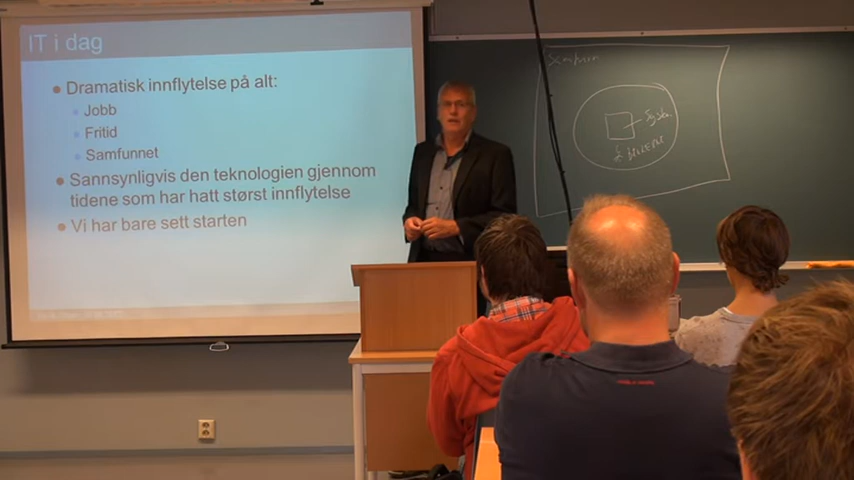 IT i dag
Dramatisk innflytelse på alt:
Jobb
Fritid
Samfunnet
Sannsynligvis den teknologien gjennom
tidene som har hatt størst innflytelse
Vi har bare sett starten